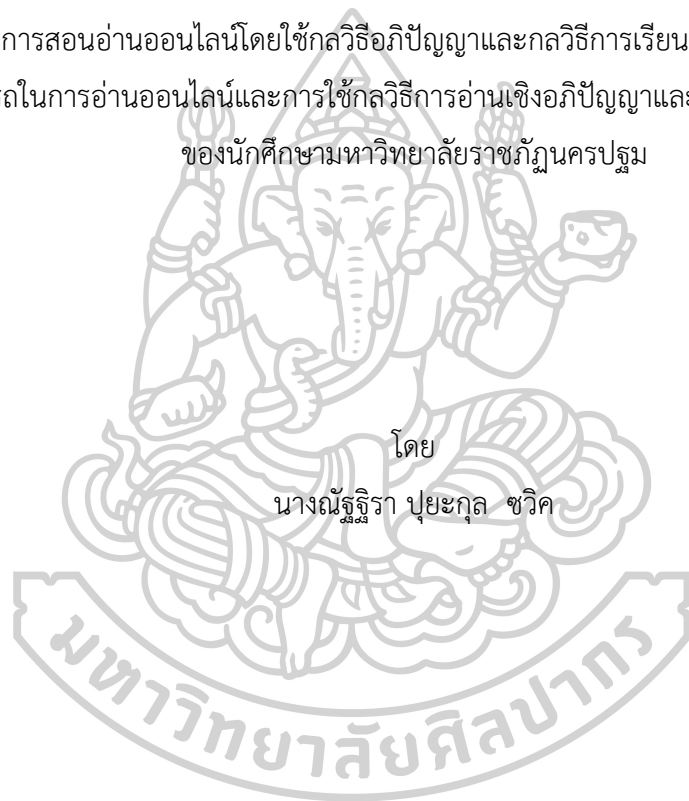 การสอนอ่านออนไลน์โดยใช้กลวิธีอภิปัญญาและกลวิธีการเรียน
ถในการอ่านออนไลน์และการใช้กลวิธีการอ่านเชิงอภิปัญญาและ
ของนักศึกษามหาวิทยาลัยราชภัฏนครปฐม
โดย
นางณัฐฐิรา ปุยะกุล ซวิค
มหาวิทยาลัยศิลปากร